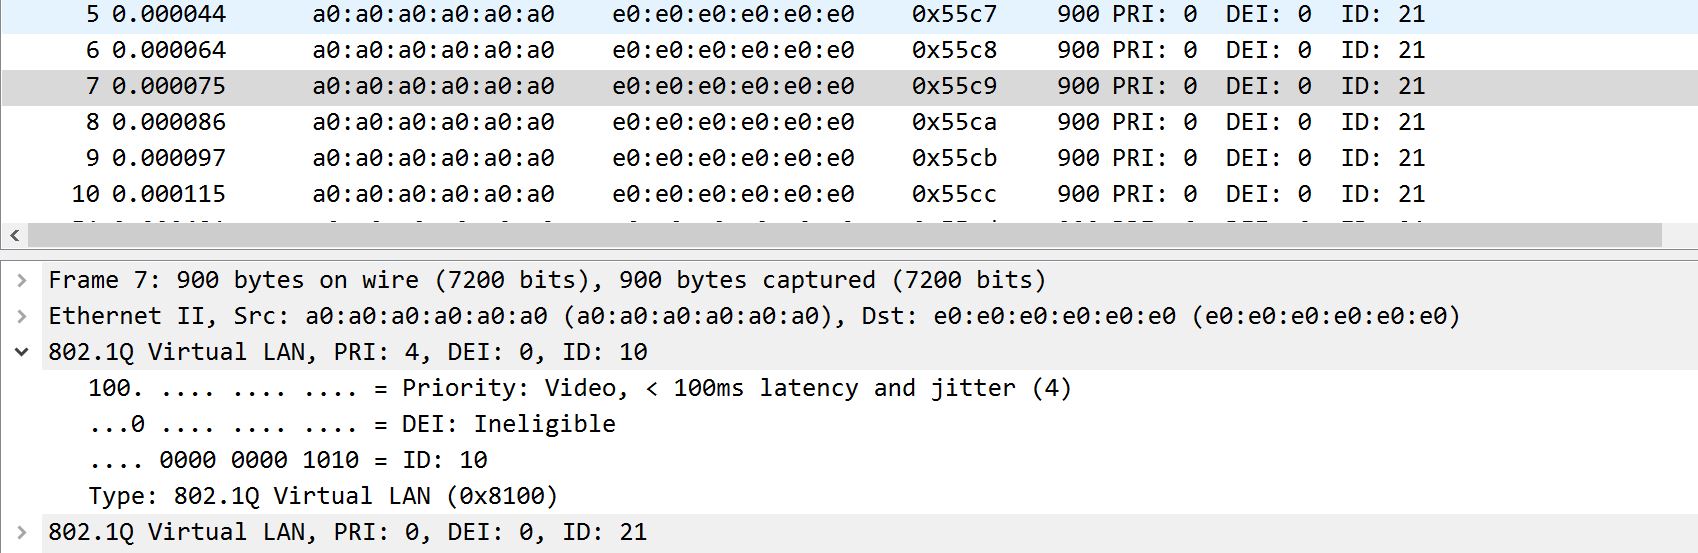 5 0.000044 a0:a0:a0:a0:a0:a0 e0:e0:e0:e0:e0:e0 0x55c7 900 PRI: 0 DEI: 0 ID: 21
6 0.000064 a0:a0:a0:a0:a0:a0 e0:e0:e0:e0:e0:e0 0x55c8 900 PRI: 0 DEI: 0 ID: 21
7 0.000075 a0:a0:a0:a0:a0:a0 e0:e0:e0:e0:e0:e0 0x55c9 900 PRI: 0 DEI: 0 ID: 21
8 0.000086 a0:a0:a0:a0:a0:a0 e0:e0:e0:e0:e0:e0 0x55ca 900 PRI: 0 DEI: 0 ID: 21
9 0.000097 a0:a0:a0:a0:a0:a0 e0:e0:e0:e0:e0:e0 0x55cb 900 PRI: 0 DEI: 0 ID: 21
10 0.000115 a0:a0:a0:a0:a0:a0 e0:e0:e0:e0:e0:e0 0x55cc 900 PRI: 0 DEI: 0 ID: 21
Frame 7: 900 bytes on wire (7200 bits), 900 bytes captured (7200 bits)
Ethernet II, Src: a0:a0:a0:a0:a0:a0 (a0:a0:a0:a0:a0:a0), Dst: e0:e0:e0:e0:e0:e0 (e0:e0:e0:e0:e0:e0)
802.1Q Virtual LAN, PRI: 4, DEI: 0, ID: 10
100. .... .... .... = Priority: Video, < 100ms latency and jitter (4)
...0 .... .... .... = DEI: Ineligible
.... 0000 0000 1010 = ID: 10
Type: 802.1Q Virtual LAN (0x8100)
802.1Q Virtual LAN, PRI: 0, DEI: 0, ID: 21